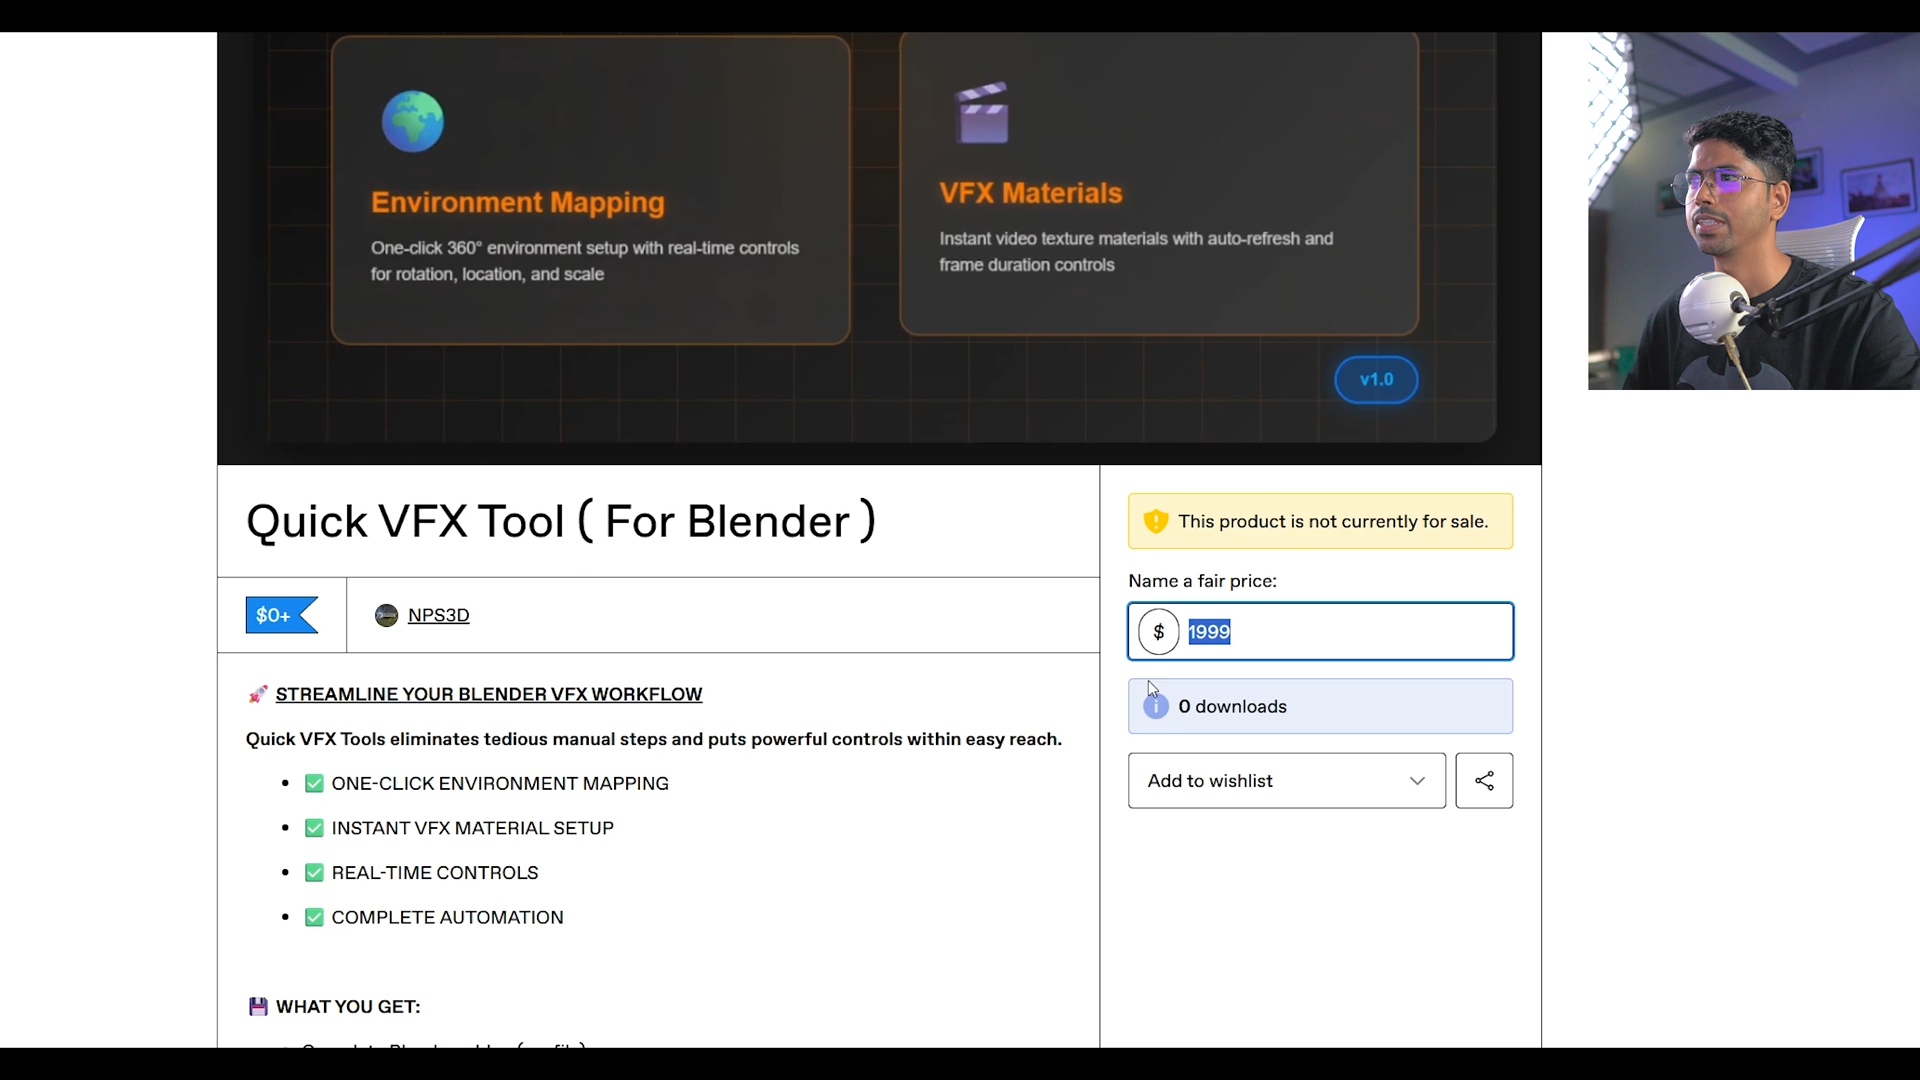 Environment Mapping
One-click 360° environment setup with real-time controls
for rotation, location, and scale
VFX Materials
Instant video texture materials with auto-refresh and
frame duration controls
v1.0
Quick VFX Tool ( For Blender )
$0+
NPS3D
🚀 STREAMLINE YOUR BLENDER VFX WORKFLOW
Quick VFX Tools eliminates tedious manual steps and puts powerful controls within easy reach.
• ✅ ONE-CLICK ENVIRONMENT MAPPING
• ✅ INSTANT VFX MATERIAL SETUP
• ✅ REAL-TIME CONTROLS
• ✅ COMPLETE AUTOMATION
💾 WHAT YOU GET:
This product is not currently for sale.
Name a fair price:
$ 1999
0 downloads
Add to wishlist